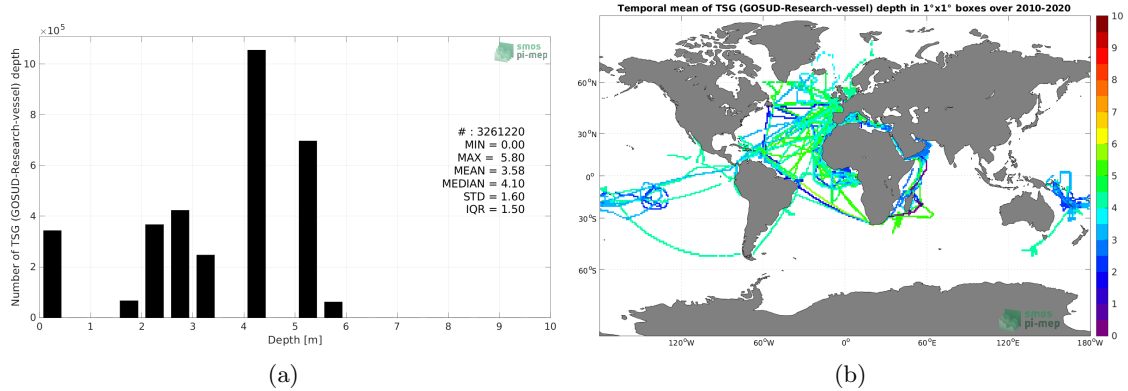 ×10⁵
10
8
6
4
2
0
Number of TSG (GOSUD-Research-vessel) depth
0 1 2 3 4 5 6 7 8 9 10
Depth [m]
smos
pi-mep
# : 3261220
MIN = 0.00
MAX = 5.80
MEAN = 3.58
MEDIAN = 4.10
STD = 1.60
IQR = 1.50
(a)
Temporal mean of TSG (GOSUD-Research-vessel) depth in 1°x1° boxes over 2010-2020
60°N
30°N
0°
30°S
60°S
120°W 60°W 0° 60°E 120°E 180°E
smos
pi-mep
10
9
8
7
6
5
4
3
2
1
0
(b)